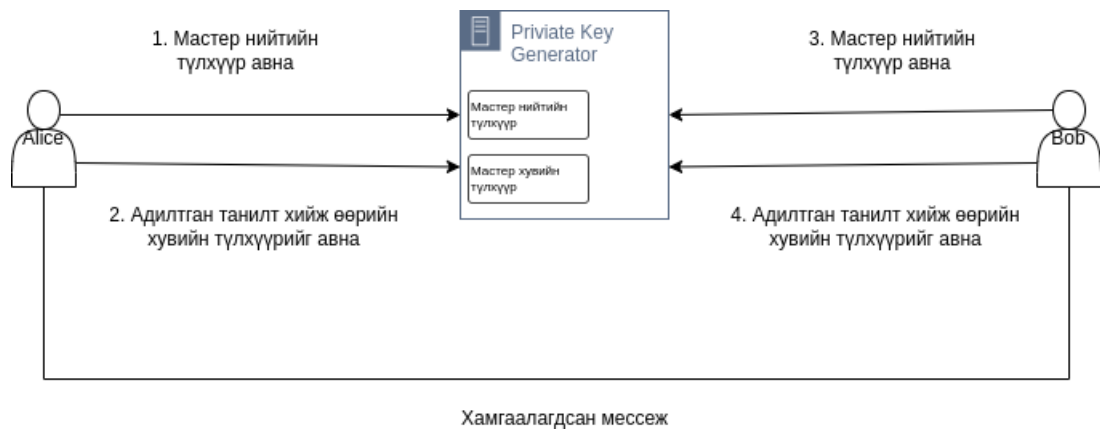 1. Мастер нийтийн
түлхүүр авна
Priviate Key
Generator
3. Мастер нийтийн
түлхүүр авна
Мастер нийтийн
түлхүүр
Alice
Bob
Мастер хувийн
түлхүүр
2. Адилтган танилт хийж өөрийн
хувийн түлхүүрийг авна
4. Адилтган танилт хийж өөрийн
хувийн түлхүүрийг авна
Хамгаалагдсан мессеж